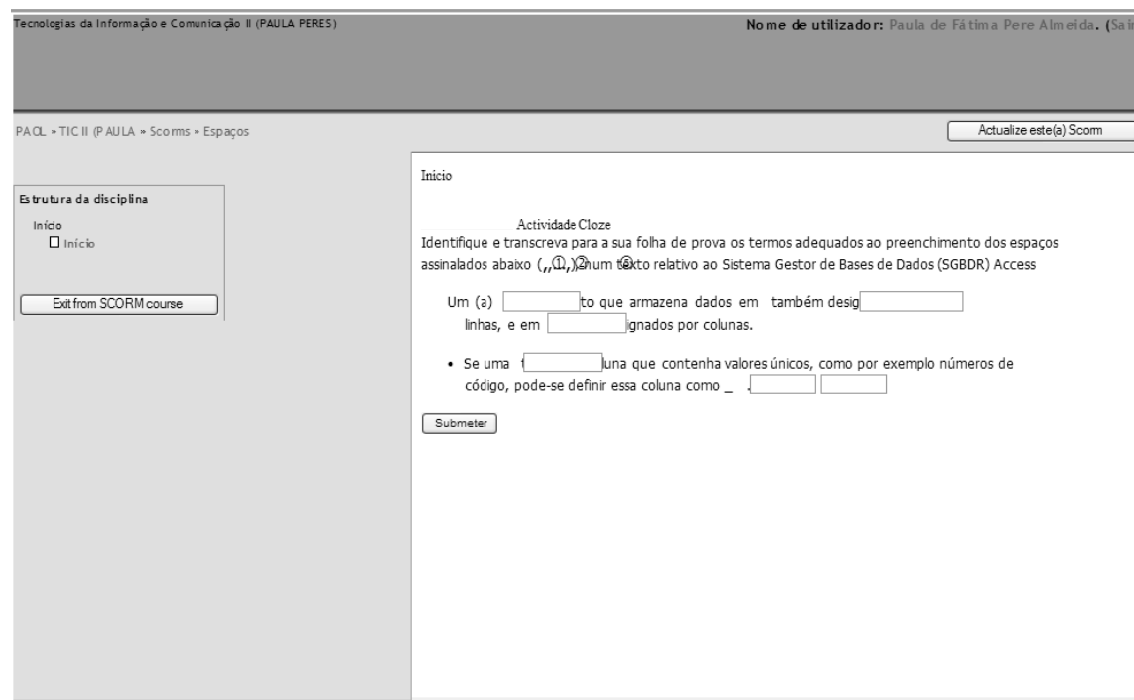 Tecnologias da Informação e Comunicação II (PAULA PERES)
Nome de utilizador: Paula de Fátima Pere Almeida. (Sair
PAOL » TIC II (PAULA » Scorms » Espaços
Actualize este(a) Scorm
Estrutura da disciplina
Início
Início
Exit from SCORM course
Inicio
Actividade Cloze
Identifique e transcreva para a sua folha de prova os termos adequados ao preenchimento dos espaços
assinalados abaixo (,,①,)② num texto relativo ao Sistema Gestor de Bases de Dados (SGBDR) Access
Um (a) to que armazena dados em também desig
linhas, e em ignados por colunas.
• Se uma luna que contenha valores únicos, como por exemplo números de
código, pode-se definir essa coluna como _ .
Submeter